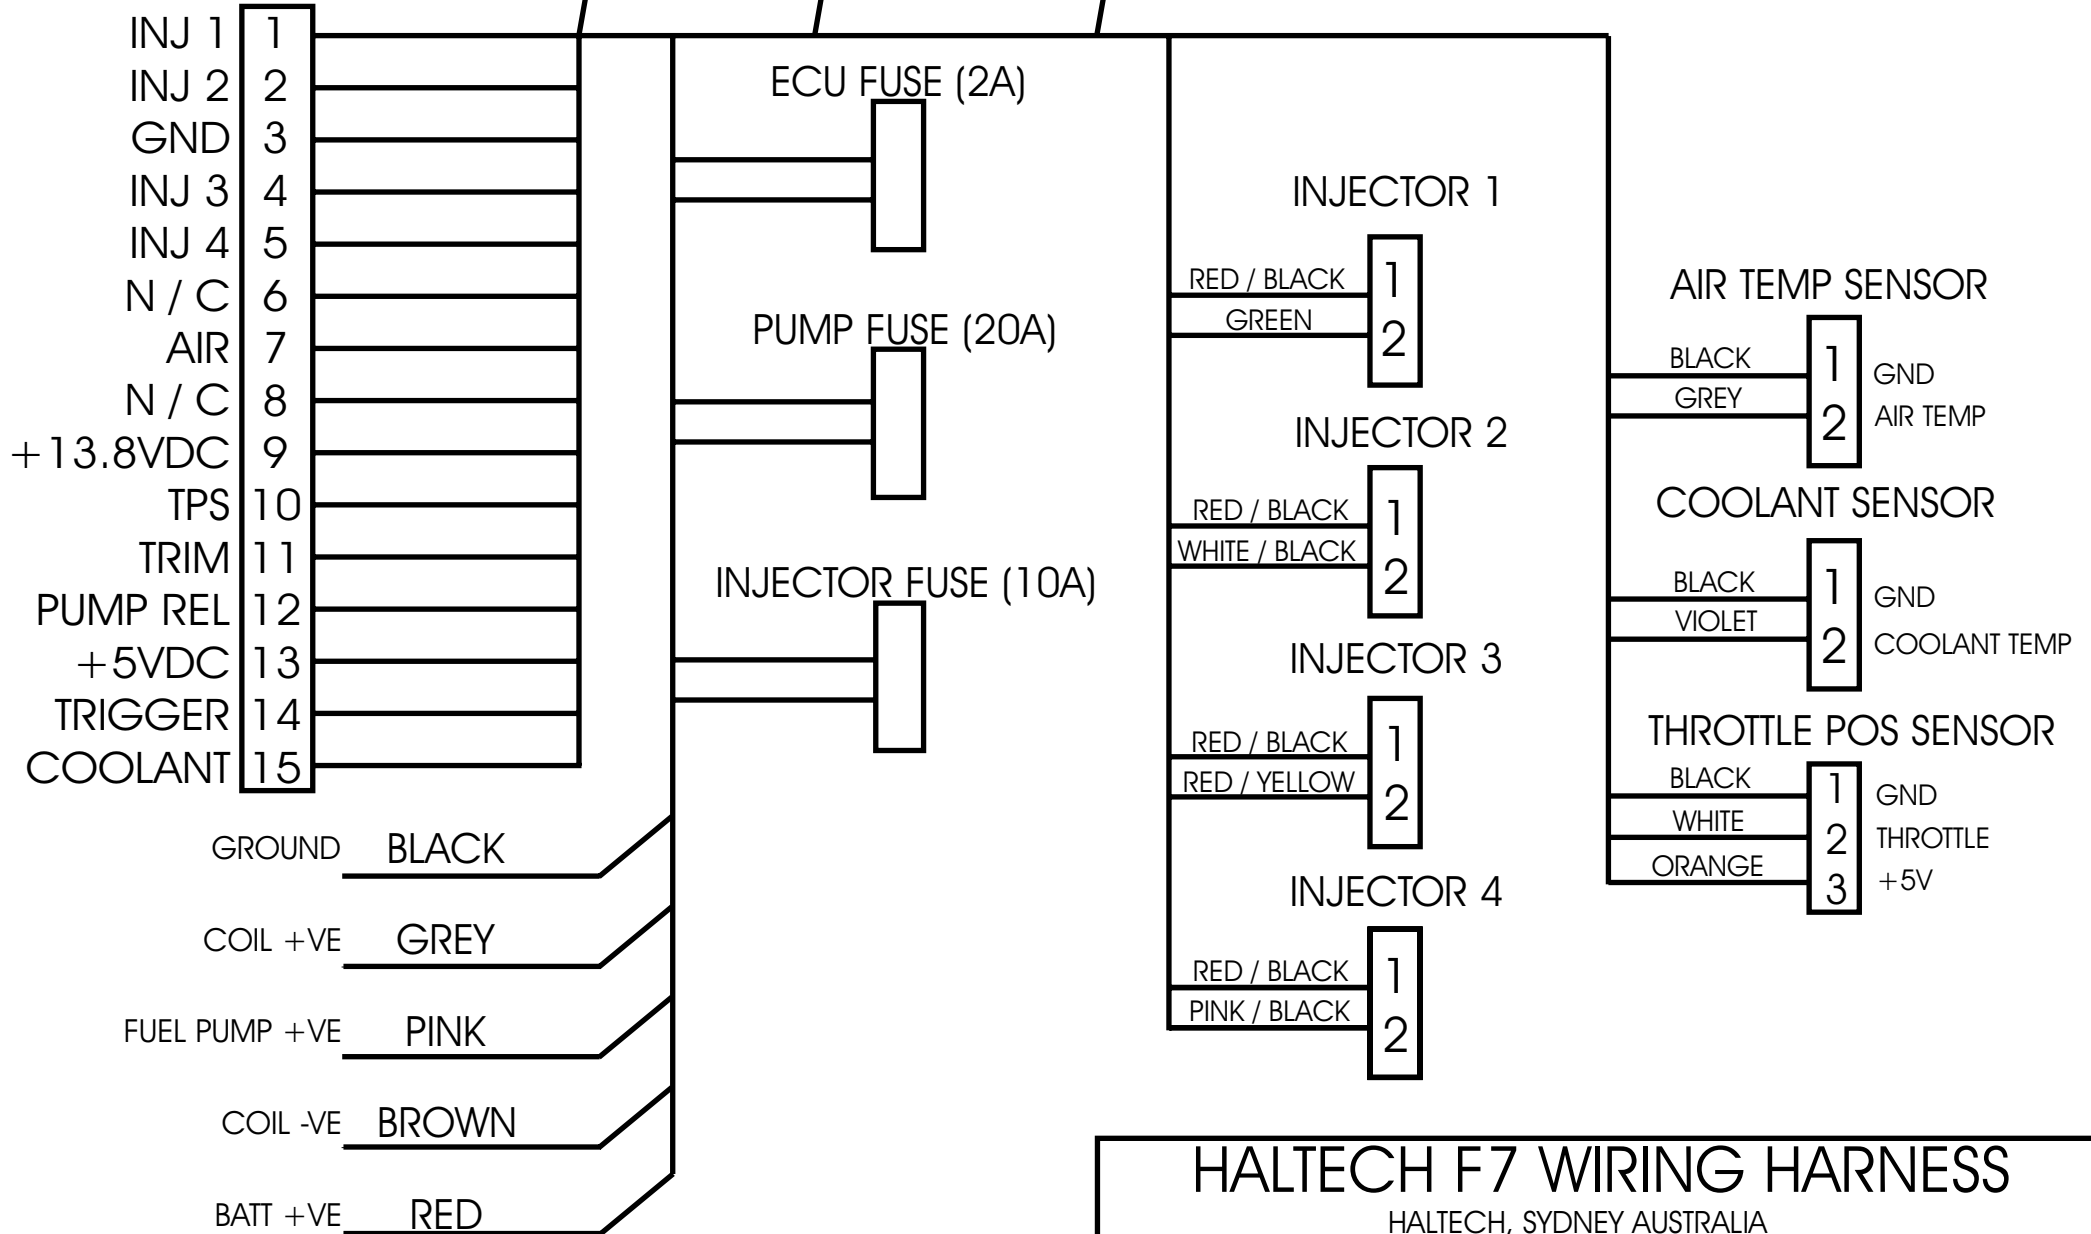 INJ 1 1
INJ 2 2
GND 3
INJ 3 4
INJ 4 5
N / C 6
AIR 7
N / C 8
+13.8VDC 9
TPS 10
TRIM 11
PUMP REL 12
+5VDC 13
TRIGGER 14
COOLANT 15
GROUND BLACK
COIL +VE GREY
FUEL PUMP +VE PINK
COIL -VE BROWN
BATT +VE RED
ECU FUSE (2A)
PUMP FUSE (20A)
INJECTOR FUSE (10A)
INJECTOR 1
RED / BLACK 1
GREEN 2
INJECTOR 2
RED / BLACK 1
WHITE / BLACK 2
INJECTOR 3
RED / BLACK 1
RED / YELLOW 2
INJECTOR 4
RED / BLACK 1
PINK / BLACK 2
AIR TEMP SENSOR
BLACK 1 GND
GREY 2 AIR TEMP
COOLANT SENSOR
BLACK 1 GND
VIOLET 2 COOLANT TEMP
THROTTLE POS SENSOR
BLACK 1 GND
WHITE 2 THROTTLE
ORANGE 3 +5V
HALTECH F7 WIRING HARNESS
HALTECH, SYDNEY AUSTRALIA